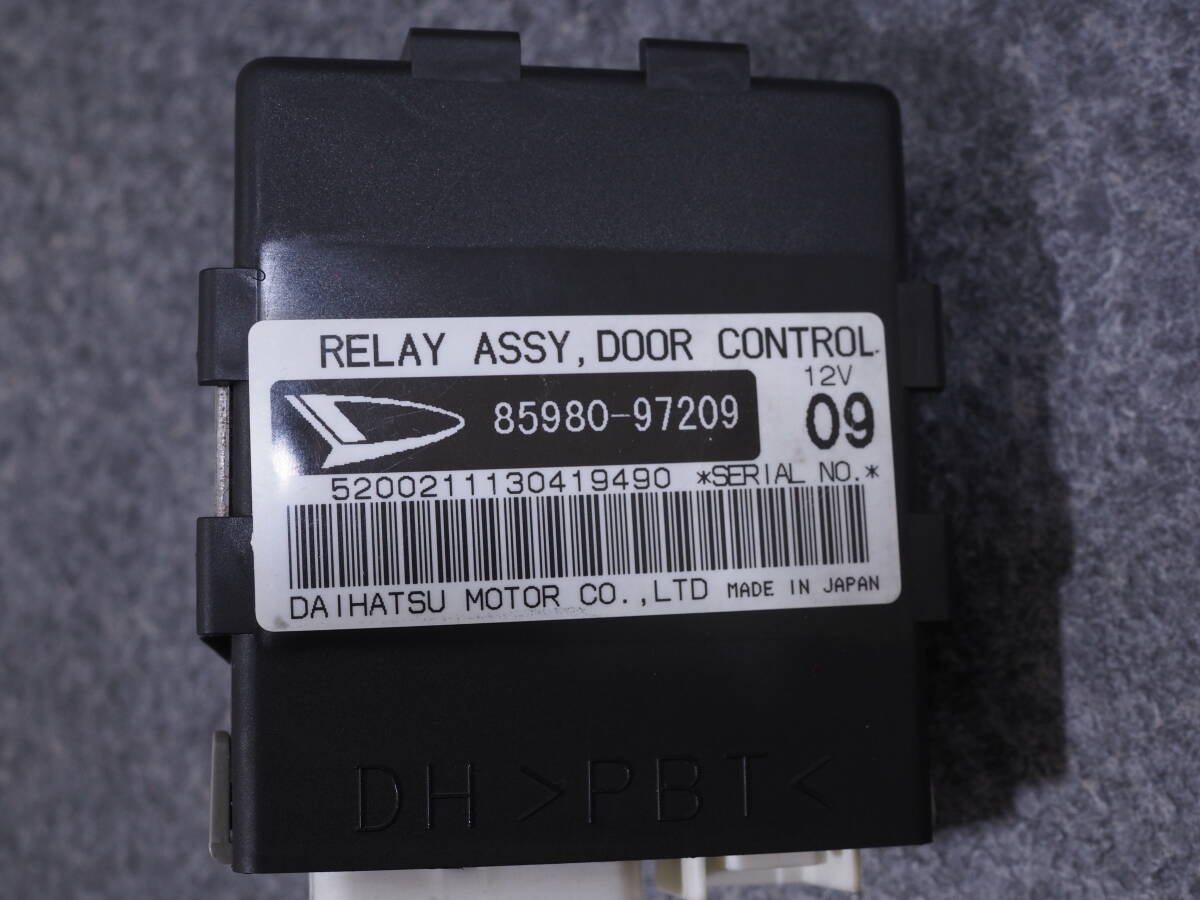 RELAY ASSY, DOOR CONTROL.
12V
85980-97209 09
5200211130419490 *SERIAL NO.*
DAIHATSU MOTOR CO.,LTD MADE IN JAPAN
DH >PBT<